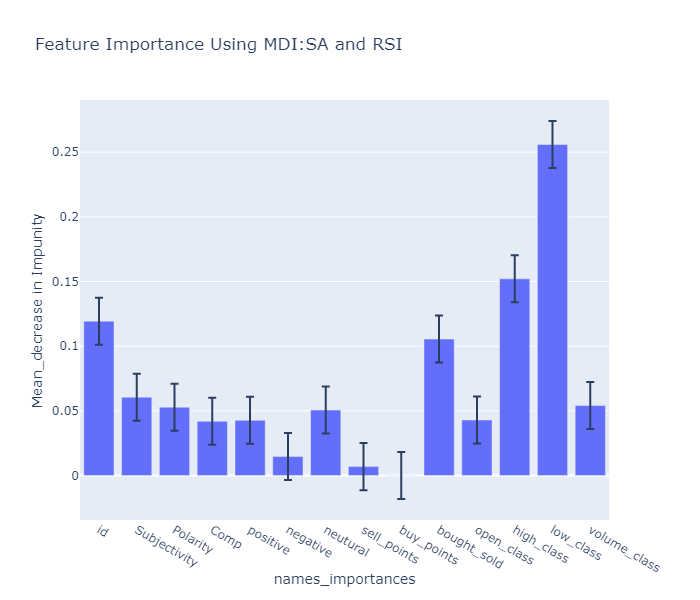 Feature Importance Using MDI:SA and RSI
Mean_decrease in Impunity
0.25
0.2
0.15
0.1
0.05
0
id
Subjectivity
Polarity
Comp
positive
negative
neutural
sell_points
buy_points
bought_sold
open_class
high_class
low_class
volume_class
names_importances